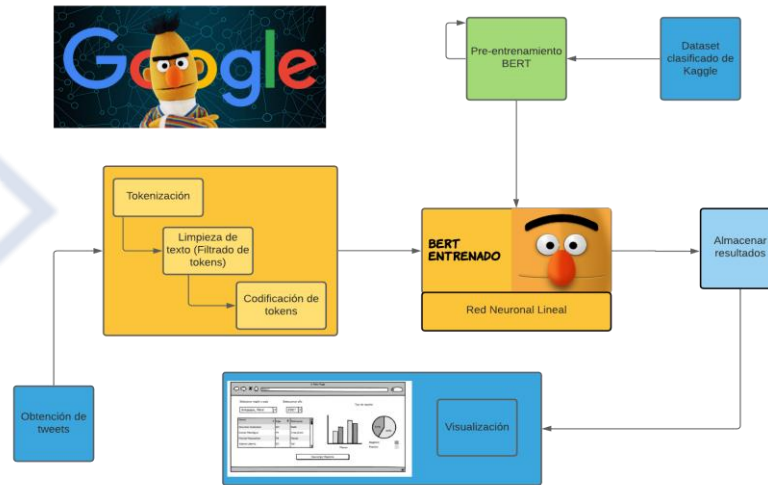 Google
Pre-entrenamiento
BERT
Dataset
clasificado de
Kaggle
Tokenización
Limpieza de
texto (Filtrado de
tokens)
Codificación de
tokens
BERT
ENTRENADO
Red Neuronal Lineal
Almacenar
resultados
Obtención de
tweets
Visualización